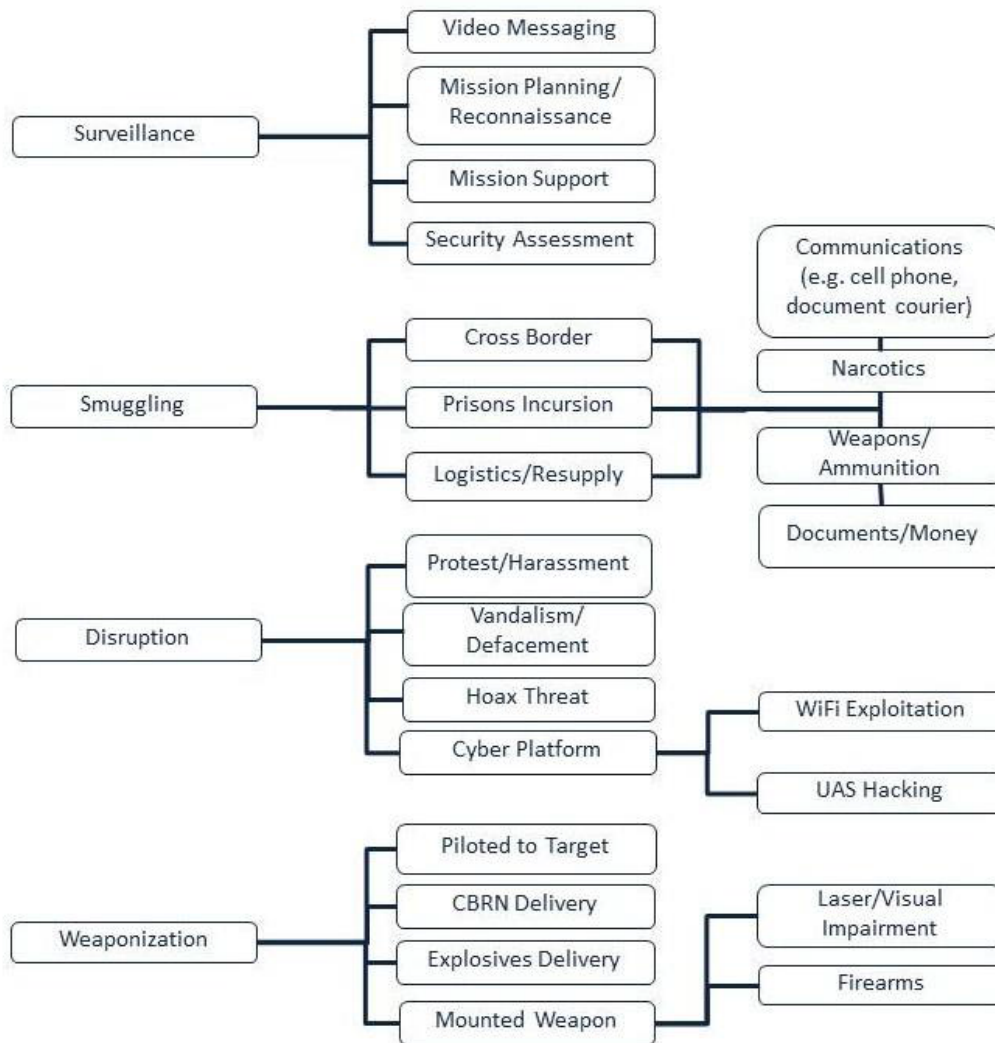 Surveillance
Video Messaging
Mission Planning/
Reconnaissance
Mission Support
Security Assessment
Smuggling
Cross Border
Prisons Incursion
Logistics/Resupply
Communications
(e.g. cell phone,
document courier)
Narcotics
Weapons/
Ammunition
Documents/Money
Disruption
Protest/Harassment
Vandalism/
Defacement
Hoax Threat
Cyber Platform
WiFi Exploitation
UAS Hacking
Weaponization
Piloted to Target
CBRN Delivery
Explosives Delivery
Mounted Weapon
Laser/Visual
Impairment
Firearms